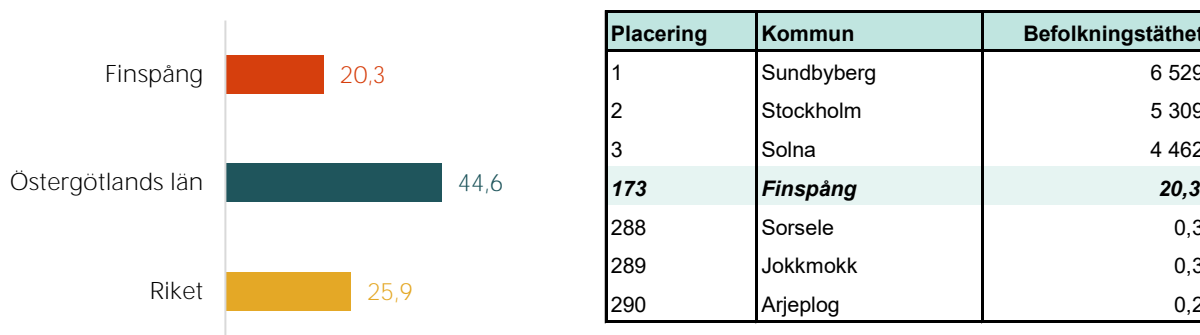 Finspång 20,3
Östergötlands län 44,6
Riket 25,9
Placering Kommun Befolkningstäthet
1 Sundbyberg 6 529
2 Stockholm 5 309
3 Solna 4 462
173 Finspång 20,3
288 Sorsele 0,3
289 Jokkmokk 0,3
290 Arjeplog 0,2